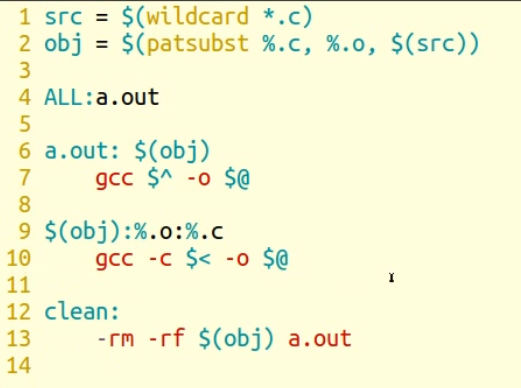 1 src = $(wildcard *.c)
2 obj = $(patsubst %.c, %.o, $(src))
3
4 ALL:a.out
5
6 a.out: $(obj)
7     gcc $^ -o $@
8
9 $(obj):%.o:%.c
10     gcc -c $< -o $@
11
12 clean:
13     -rm -rf $(obj) a.out
14